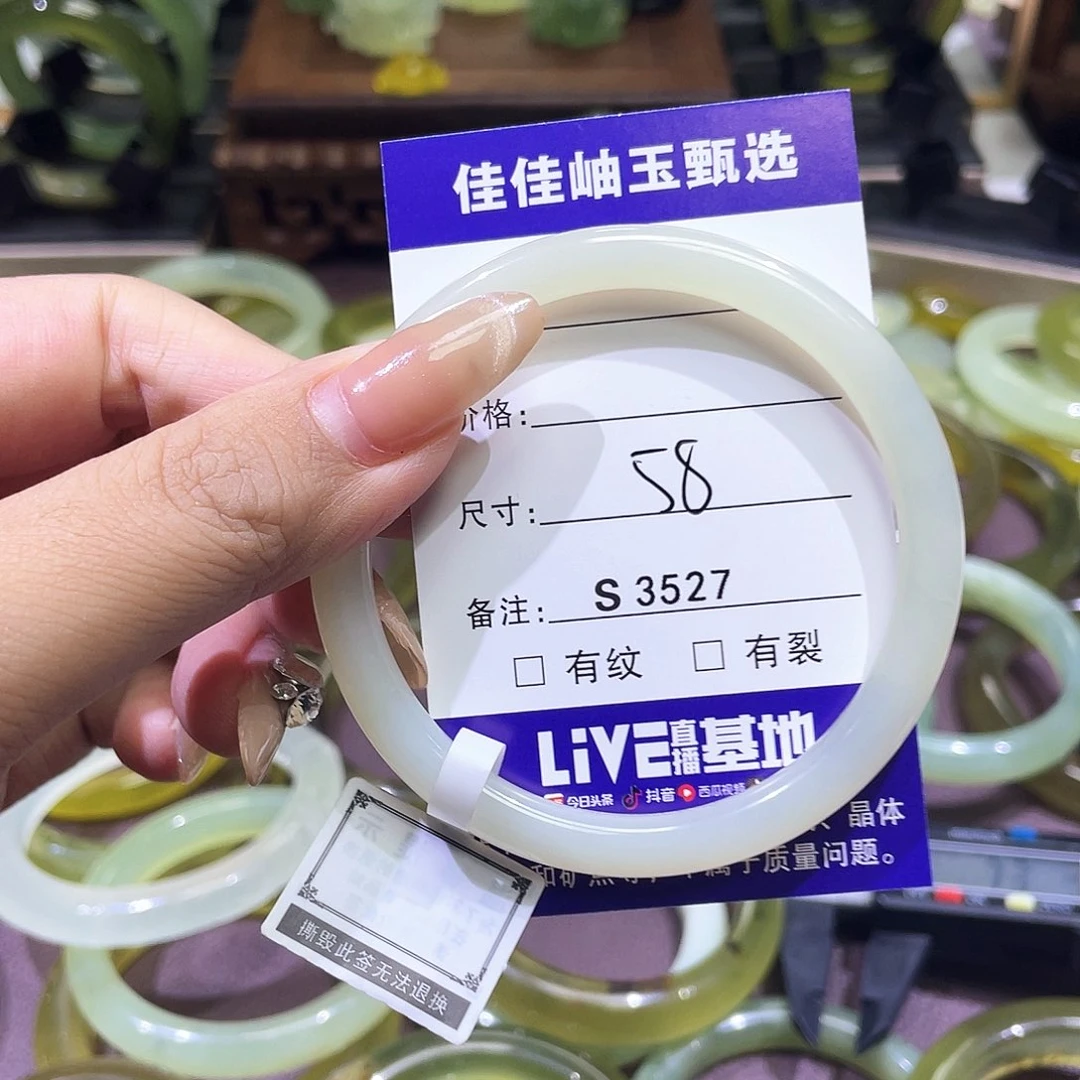 佳佳岫玉甄选
价格:
尺寸: 58
备注: S 3527
□ 有纹 □ 有裂
LiVE直播基地
今日头条 抖音 西瓜视频
、晶体
属于质量问题。
撕毁此签无法退换